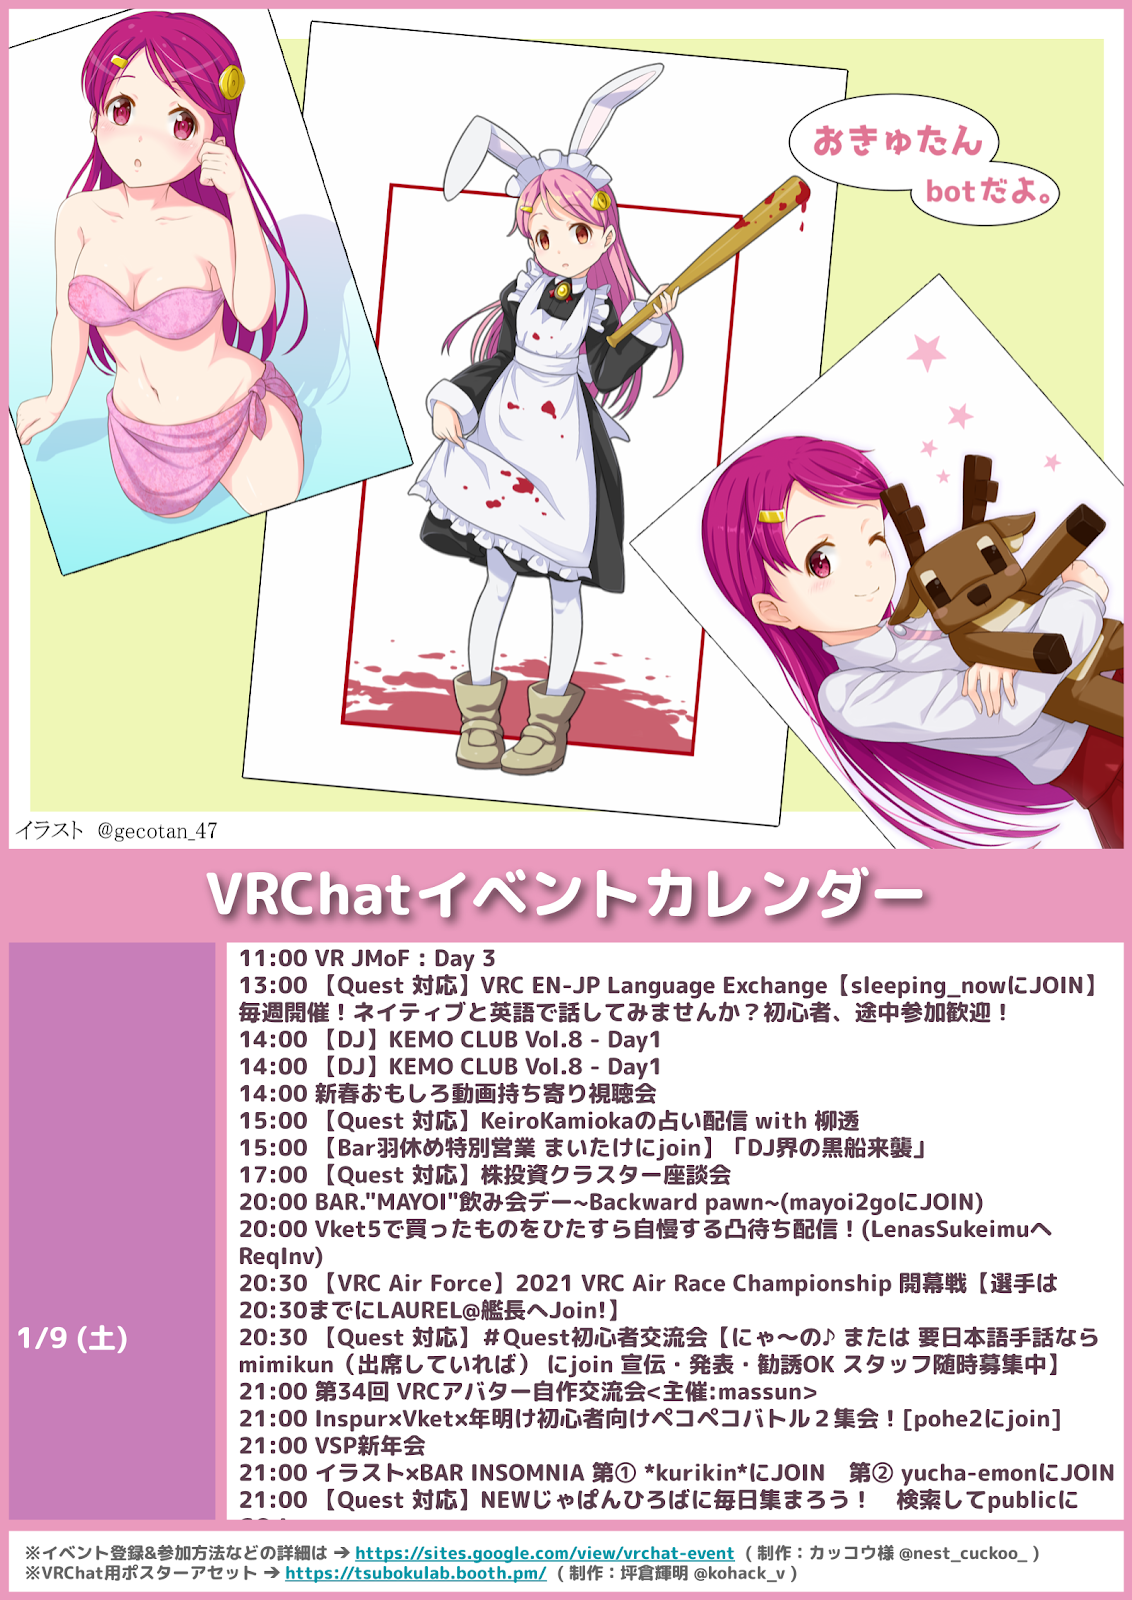 おきゅたん
botだよ。
イラスト @gecotan_47
VRChatイベントカレンダー
1/9 (土)
11:00 VR JMoF : Day 3
13:00 【Quest 対応】VRC EN-JP Language Exchange【sleeping_nowにJOIN】
毎週開催！ネイティブと英語で話してみませんか？初心者、途中参加歓迎！
14:00 【DJ】KEMO CLUB Vol.8 - Day1
14:00 【DJ】KEMO CLUB Vol.8 - Day1
14:00 新春おもしろ動画持ち寄り視聴会
15:00 【Quest 対応】KeiroKamiokaの占い配信 with 柳透
15:00 【Bar羽休め特別営業 まいたけにjoin】「DJ界の黒船来襲」
17:00 【Quest 対応】株投資クラスター座談会
20:00 BAR."MAYOI"飲み会デー~Backward pawn~(mayoi2goにJOIN)
20:00 Vket5で買ったものをひたすら自慢する凸待ち配信！(LenasSukeimuへ
ReqInv)
20:30 【VRC Air Force】2021 VRC Air Race Championship 開幕戦【選手は
20:30までにLAUREL@艦長へJoin!】
20:30 【Quest 対応】＃Quest初心者交流会【にゃ～の♪ または 要日本語手話なら
mimikun（出席していれば） にjoin 宣伝・発表・勧誘OK スタッフ随時募集中】
21:00 第34回 VRCアバター自作交流会<主催:massun>
21:00 Inspur×Vket×年明け初心者向けペコペコバトル２集会！[pohe2にjoin]
21:00 VSP新年会
21:00 イラスト×BAR INSOMNIA 第① *kurikin*にJOIN　第② yucha-emonにJOIN
21:00 【Quest 対応】NEWじゃぱんひろばに毎日集まろう！　検索してpublicに
※イベント登録&参加方法などの詳細は → https://sites.google.com/view/vrchat-event ( 制作：カッコウ様 @nest_cuckoo_ )
※VRChat用ポスターアセット → https://tsubokulab.booth.pm/ ( 制作：坪倉輝明 @kohack_v )